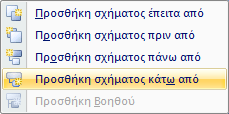 Προσθήκη σχήματος έπειτα από
Προσθήκη σχήματος πριν από
Προσθήκη σχήματος πάνω από
Προσθήκη σχήματος κάτω από
Προσθήκη Βοηθού